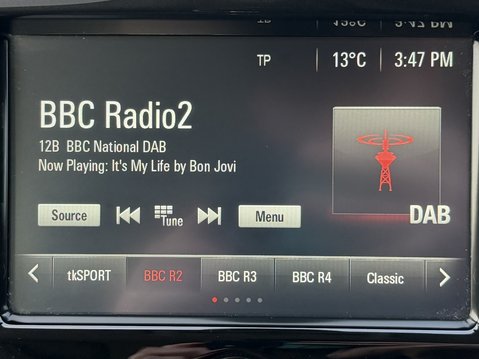 TP 13°C 3:47 PM
BBC Radio2
12B BBC National DAB
Now Playing: It's My Life by Bon Jovi
DAB
Source Tune Menu
tkSPORT BBC R2 BBC R3 BBC R4 Classic